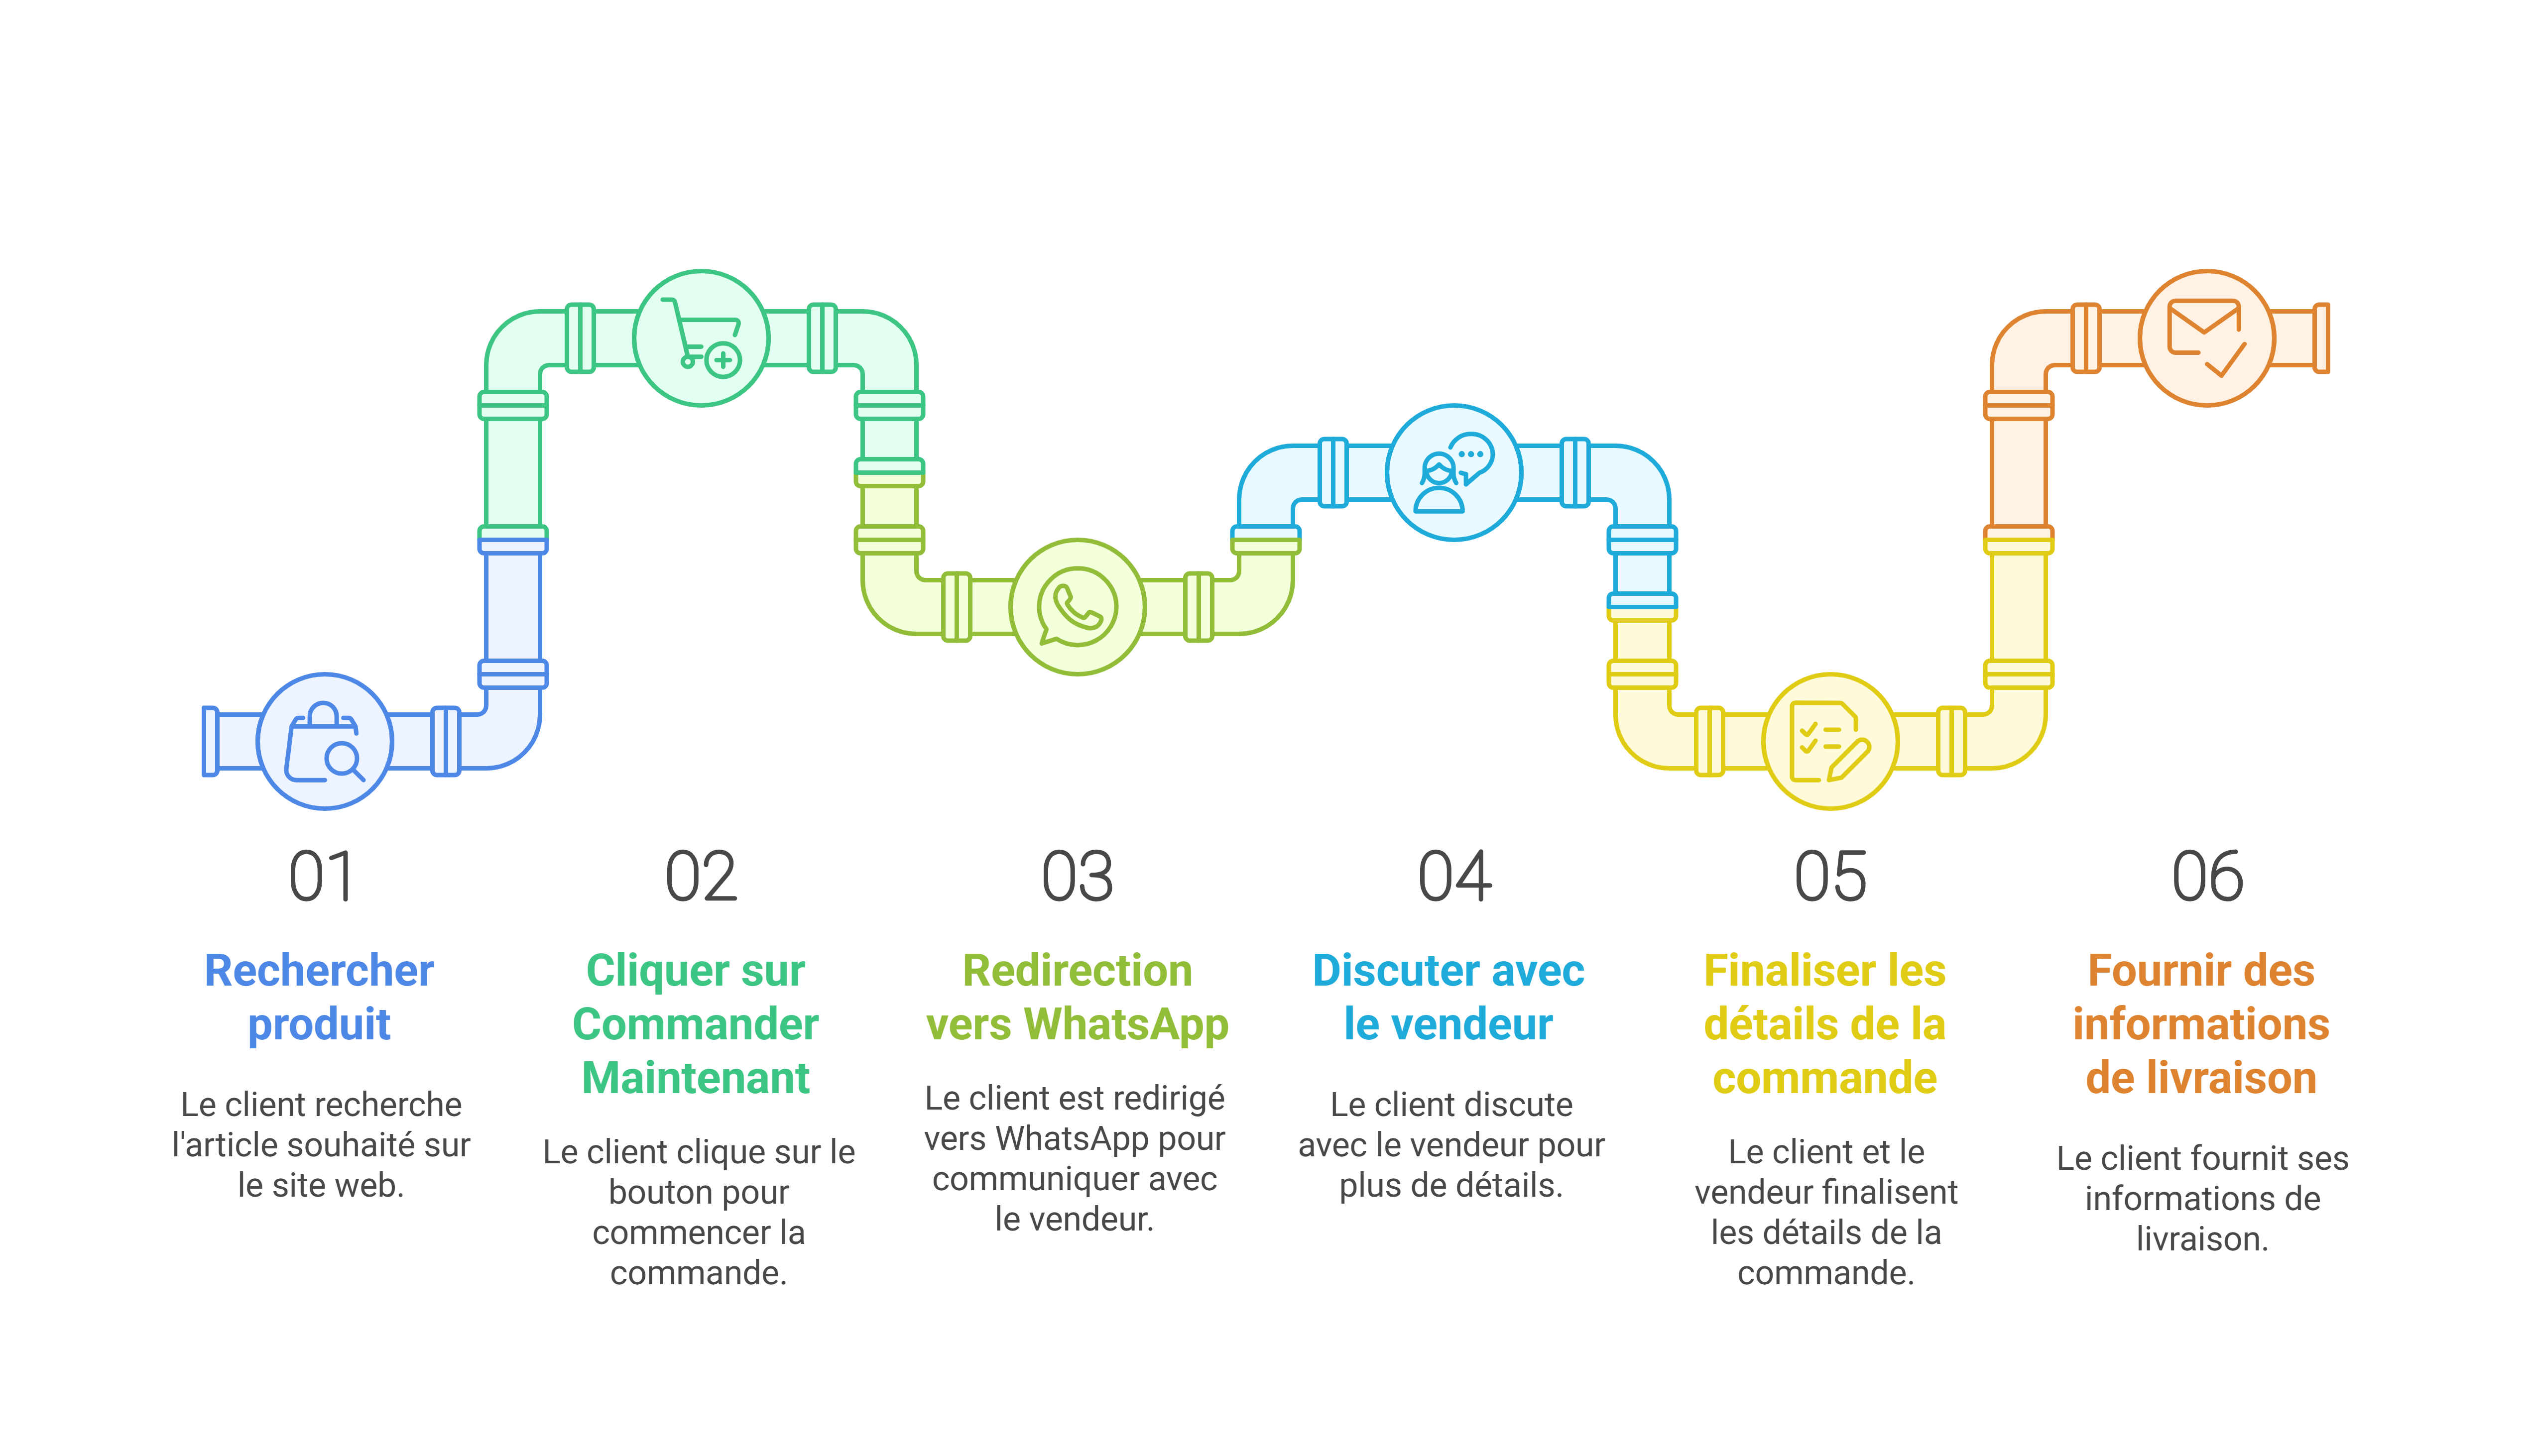 01
Rechercher
produit
Le client recherche
l'article souhaité sur
le site web.
02
Cliquer sur
Commander
Maintenant
Le client clique sur le
bouton pour
commencer la
commande.
03
Redirection
vers WhatsApp
Le client est redirigé
vers WhatsApp pour
communiquer avec
le vendeur.
04
Discuter avec
le vendeur
Le client discute
avec le vendeur pour
plus de détails.
05
Finaliser les
détails de la
commande
Le client et le
vendeur finalisent
les détails de la
commande.
06
Fournir des
informations
de livraison
Le client fournit ses
informations de
livraison.